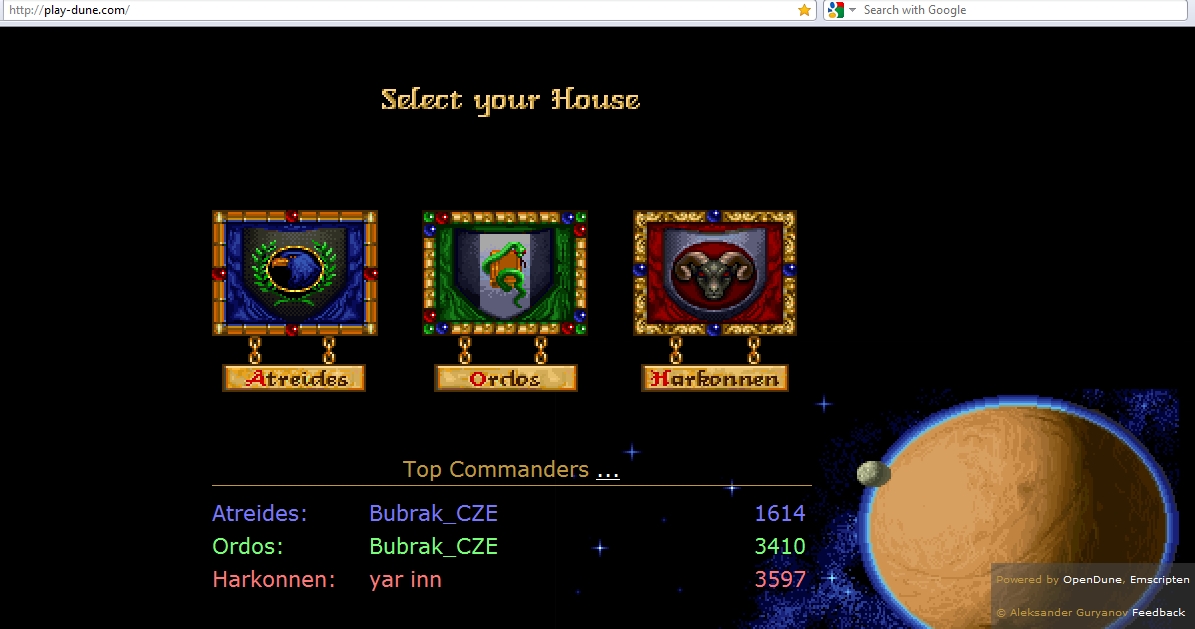 http://play-dune.com/
Search with Google
Select your House
Atreides
Ordos
Harkonnen
Top Commanders ...
Atreides: Bubrak_CZE 1614
Ordos: Bubrak_CZE 3410
Harkonnen: yar inn 3597
Powered by OpenDune, Emscripten
© Aleksander Guryanov Feedback